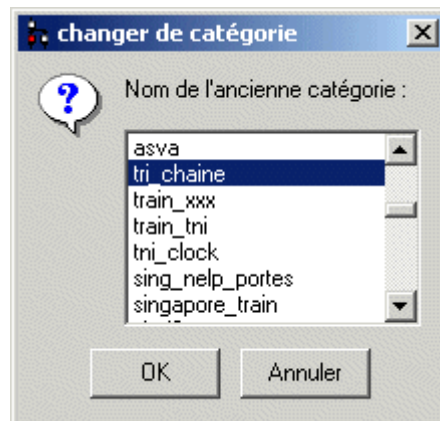 changer de catégorie
?
Nom de l'ancienne catégorie :
asva
tri_chaine
train_xxx
train_tni
tni_clock
sing_nelp_portes
singapore_train
OK
Annuler